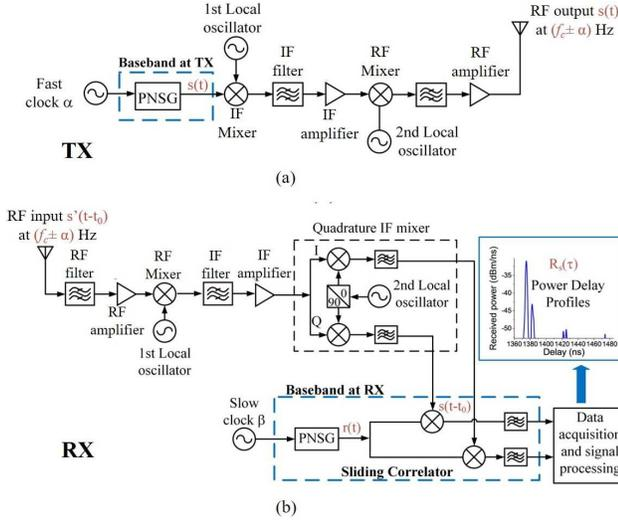 1st Local
oscillator
RF output s(t)
at (fc± α) Hz
Baseband at TX
IF
filter
RF
Mixer
RF
amplifier
Fast
clock α
PNSG
s(t)
IF
Mixer
IF
amplifier
2nd Local
oscillator
TX
(a)
RF input s’(t-t0)
at (fc± α) Hz
Quadrature IF mixer
RF
filter
RF
Mixer
IF
filter
IF
amplifier
I
90
0
2nd Local
oscillator
Q
RF
amplifier
1st Local
oscillator
Rs(τ)
Power Delay
Profiles
Received power (dBm/ns)
-35
-40
-45
-50
1360 1380 1400 1420 1440 1460 1480
Delay (ns)
Baseband at RX
Slow
clock β
PNSG
r(t)
s(t-t0)
Sliding Correlator
Data
acquisition
and signal
processing
RX
(b)